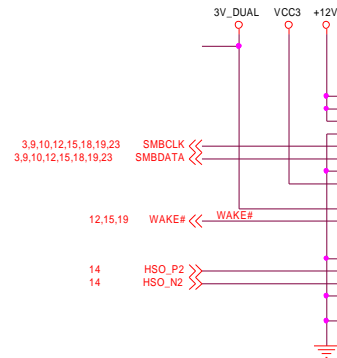 3V_DUAL VCC3 +12V
3,9,10,12,15,18,19,23 SMBCLK
3,9,10,12,15,18,19,23 SMBDATA
12,15,19 WAKE# WAKE#
14 HSO_P2
14 HSO_N2